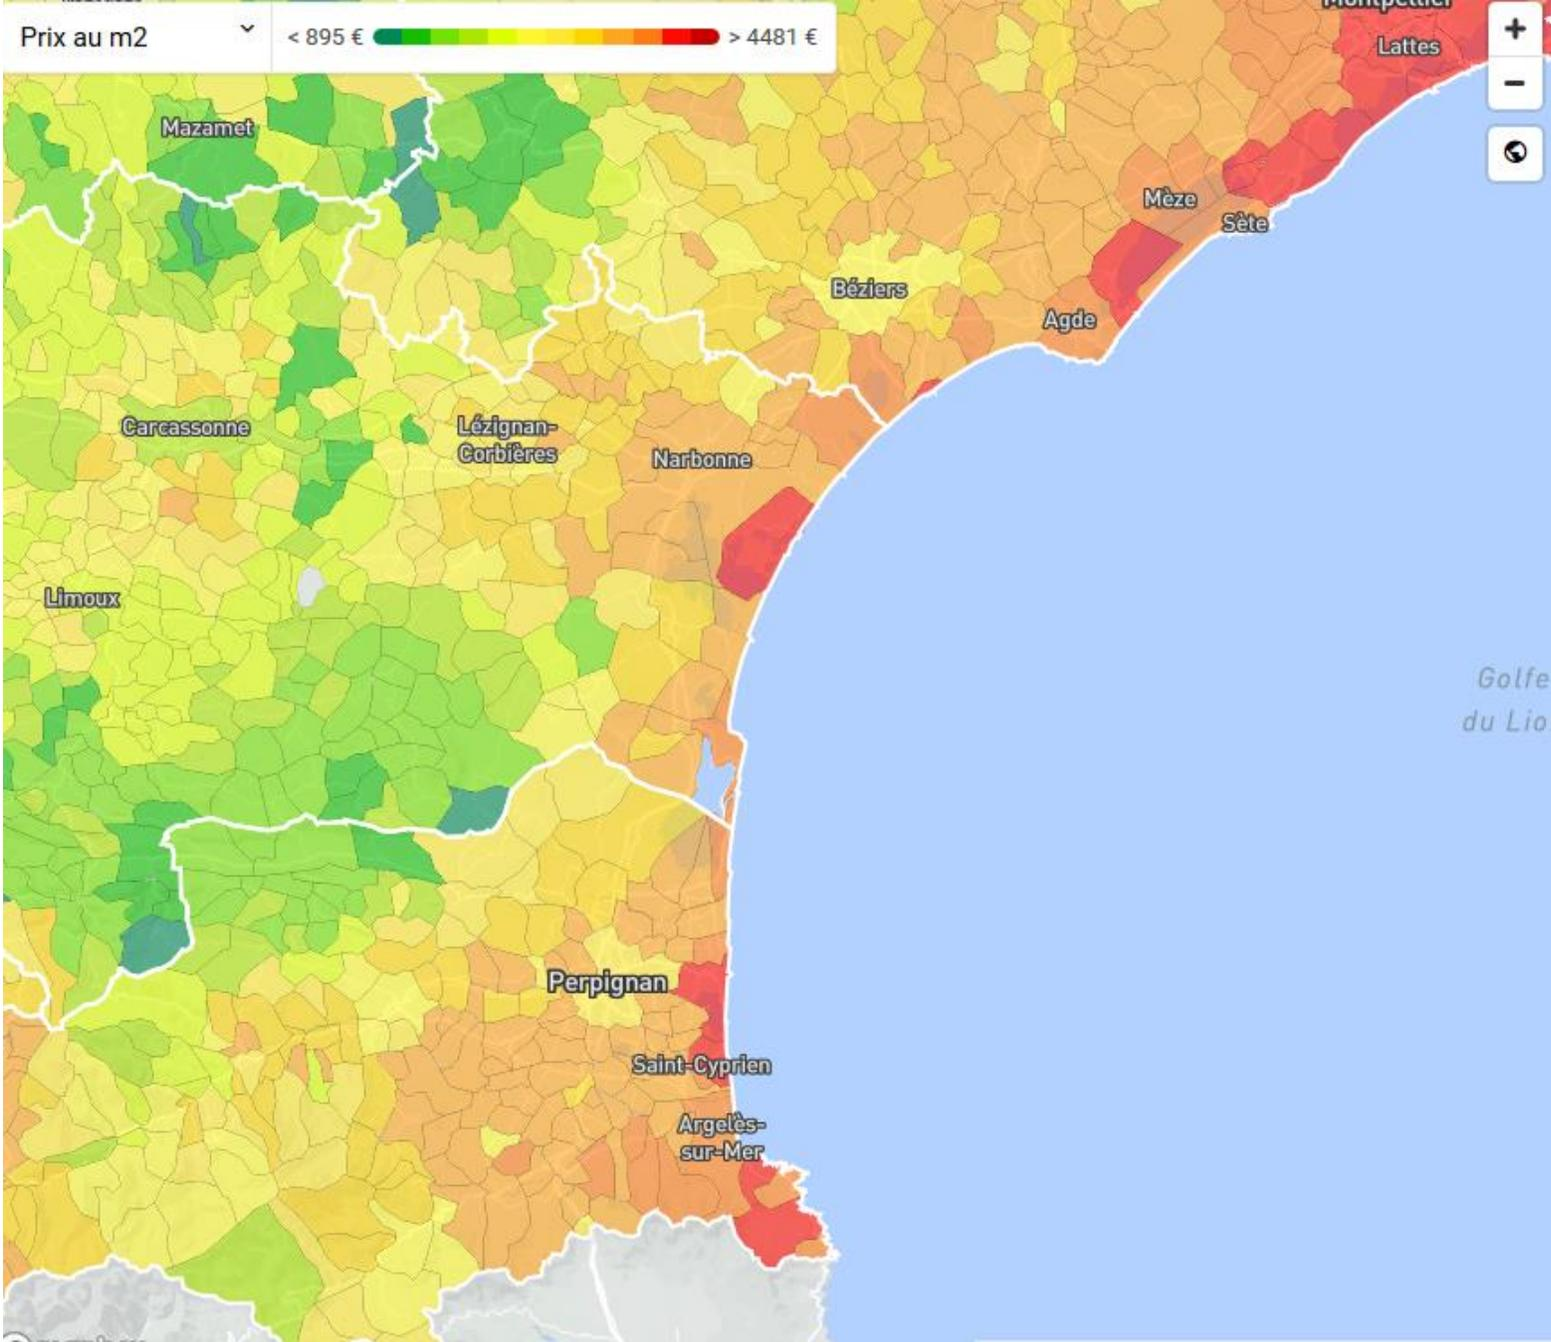 Montpellier
Prix au m2
< 895 €
> 4481 €
+
Lattes
−
Mazamet
Mèze
Sète
Béziers
Agde
Carcassonne
Lézignan-
Corbières
Narbonne
Limoux
Golfe
du Lio
Perpignan
Saint-Cyprien
Argelès-
sur-Mer